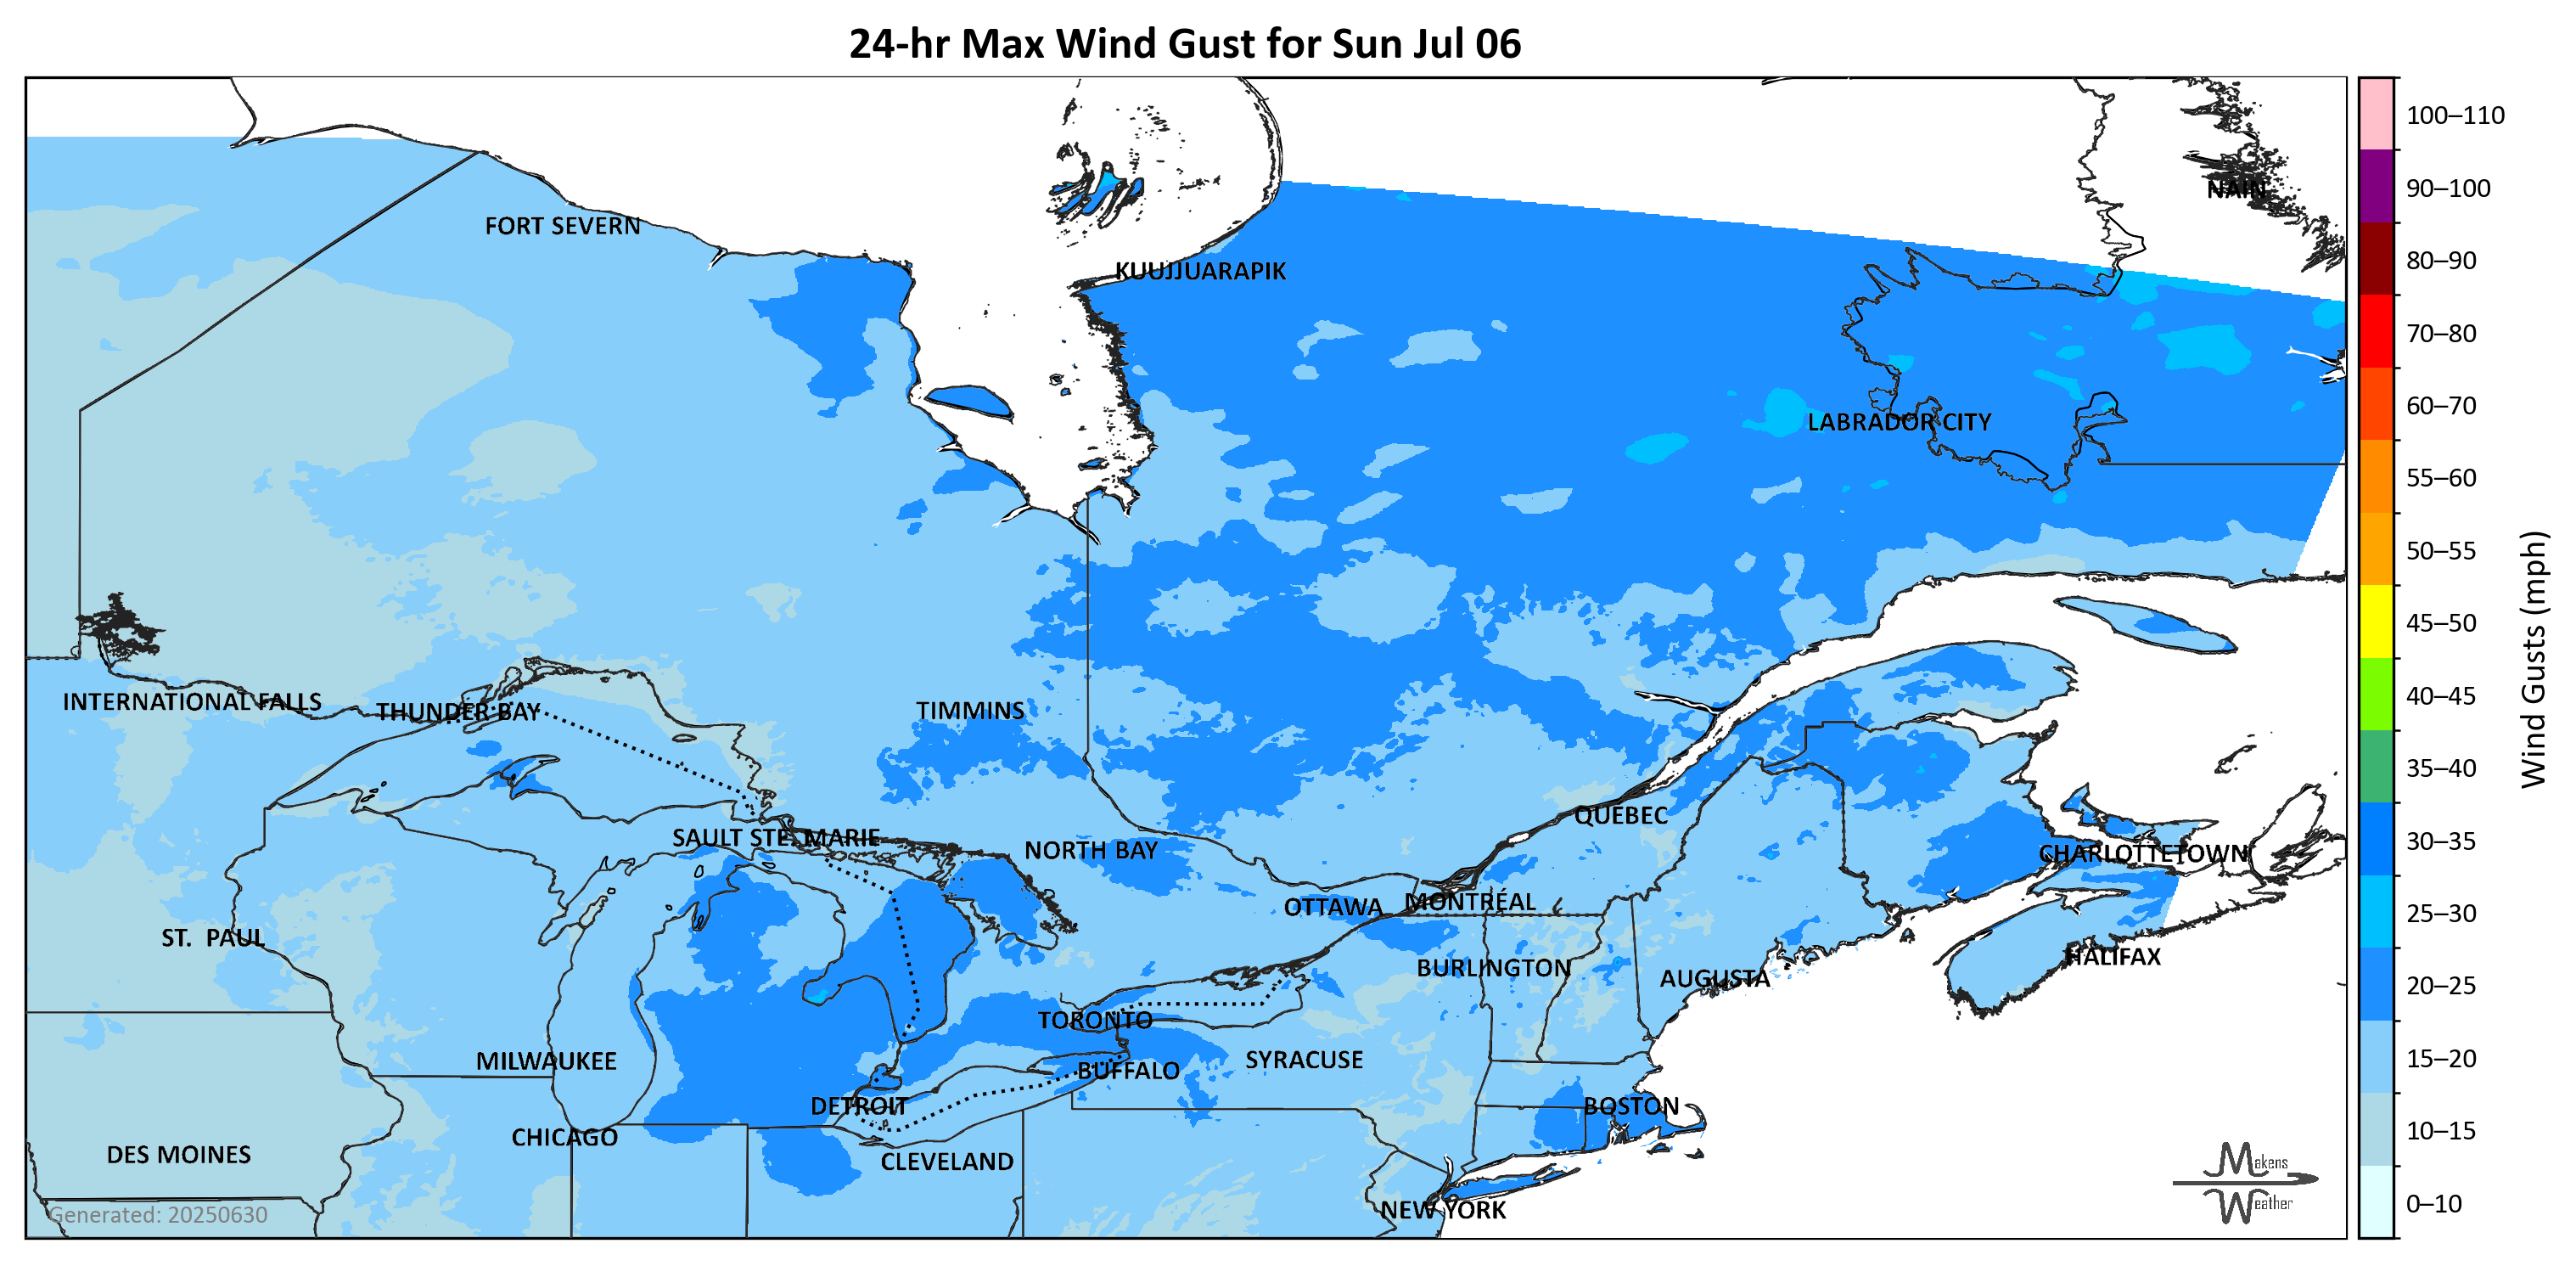 24-hr Max Wind Gust for Sun Jul 06
100–110
90–100
80–90
70–80
60–70
55–60
50–55
45–50
40–45
35–40
30–35
25–30
20–25
15–20
10–15
0–10
Wind Gusts (mph)
NAIN
FORT SEVERN
KUUJJUARAPIK
LABRADOR CITY
INTERNATIONAL FALLS
THUNDER BAY
TIMMINS
QUÉBEC
SAULT STE. MARIE
NORTH BAY
CHARLOTTETOWN
OTTAWA
MONTRÉAL
ST. PAUL
HALIFAX
BURLINGTON
AUGUSTA
TORONTO
MILWAUKEE
SYRACUSE
BUFFALO
DETROIT
BOSTON
CHICAGO
DES MOINES
CLEVELAND
NEW YORK
Generated: 20250630
Makens
Weather